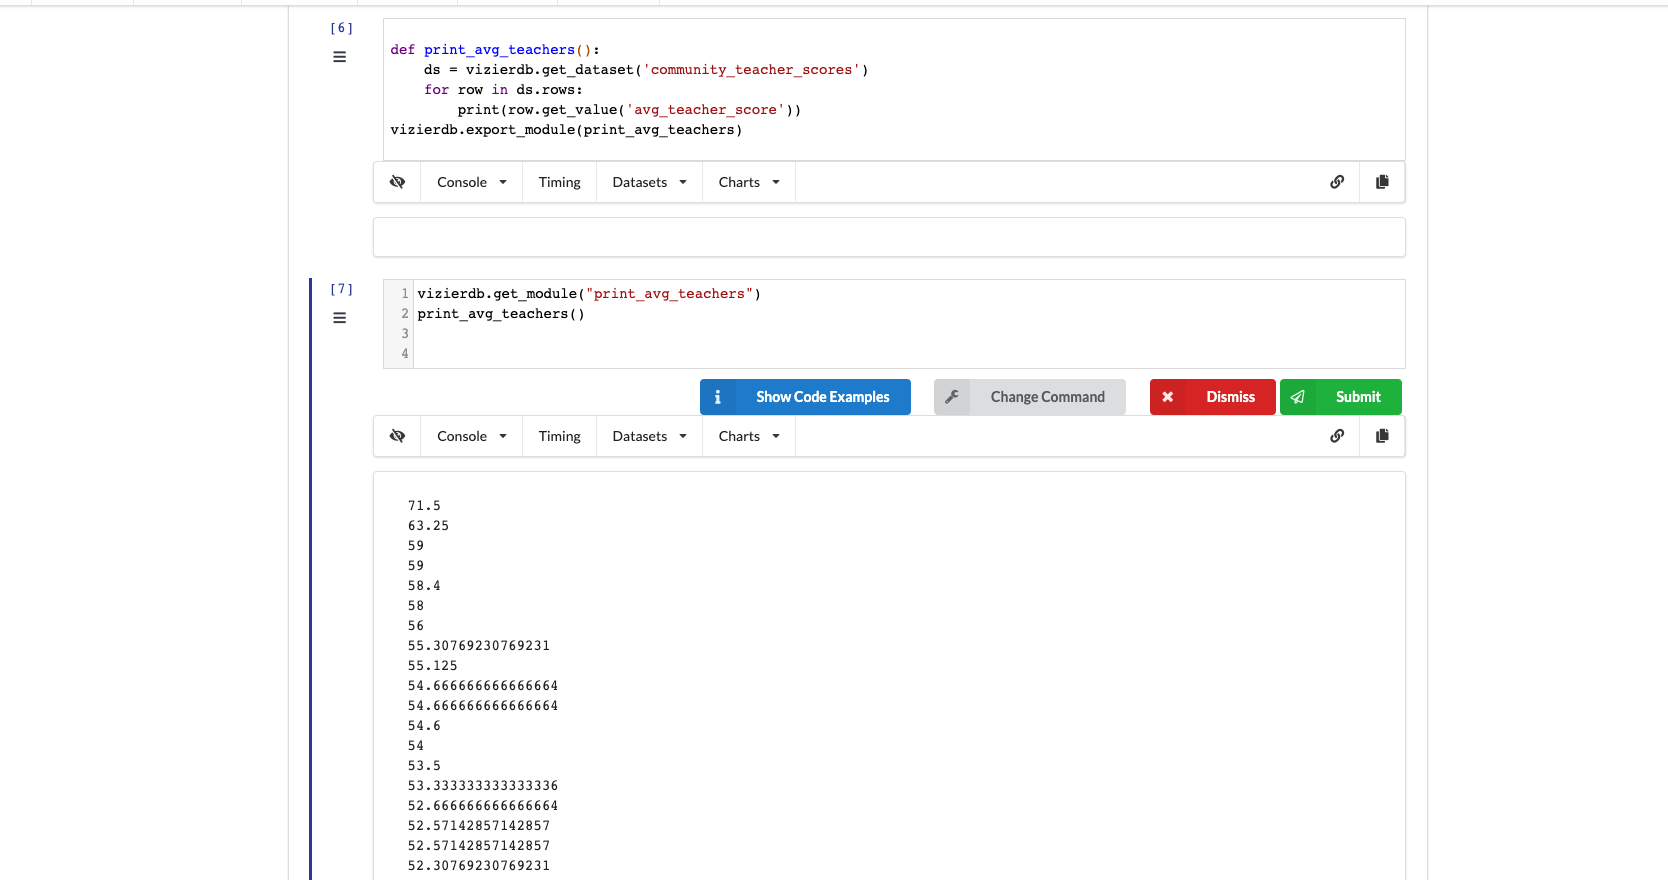 [6]
def print_avg_teachers():
    ds = vizierdb.get_dataset('community_teacher_scores')
    for row in ds.rows:
        print(row.get_value('avg_teacher_score'))
vizierdb.export_module(print_avg_teachers)
Console Timing Datasets Charts
[7]
1 vizierdb.get_module("print_avg_teachers")
2 print_avg_teachers()
3
4
Show Code Examples Change Command Dismiss Submit
Console Timing Datasets Charts
71.5
63.25
59
59
58.4
58
56
55.30769230769231
55.125
54.666666666666664
54.666666666666664
54.6
54
53.5
53.333333333333336
52.666666666666664
52.57142857142857
52.57142857142857
52.30769230769231